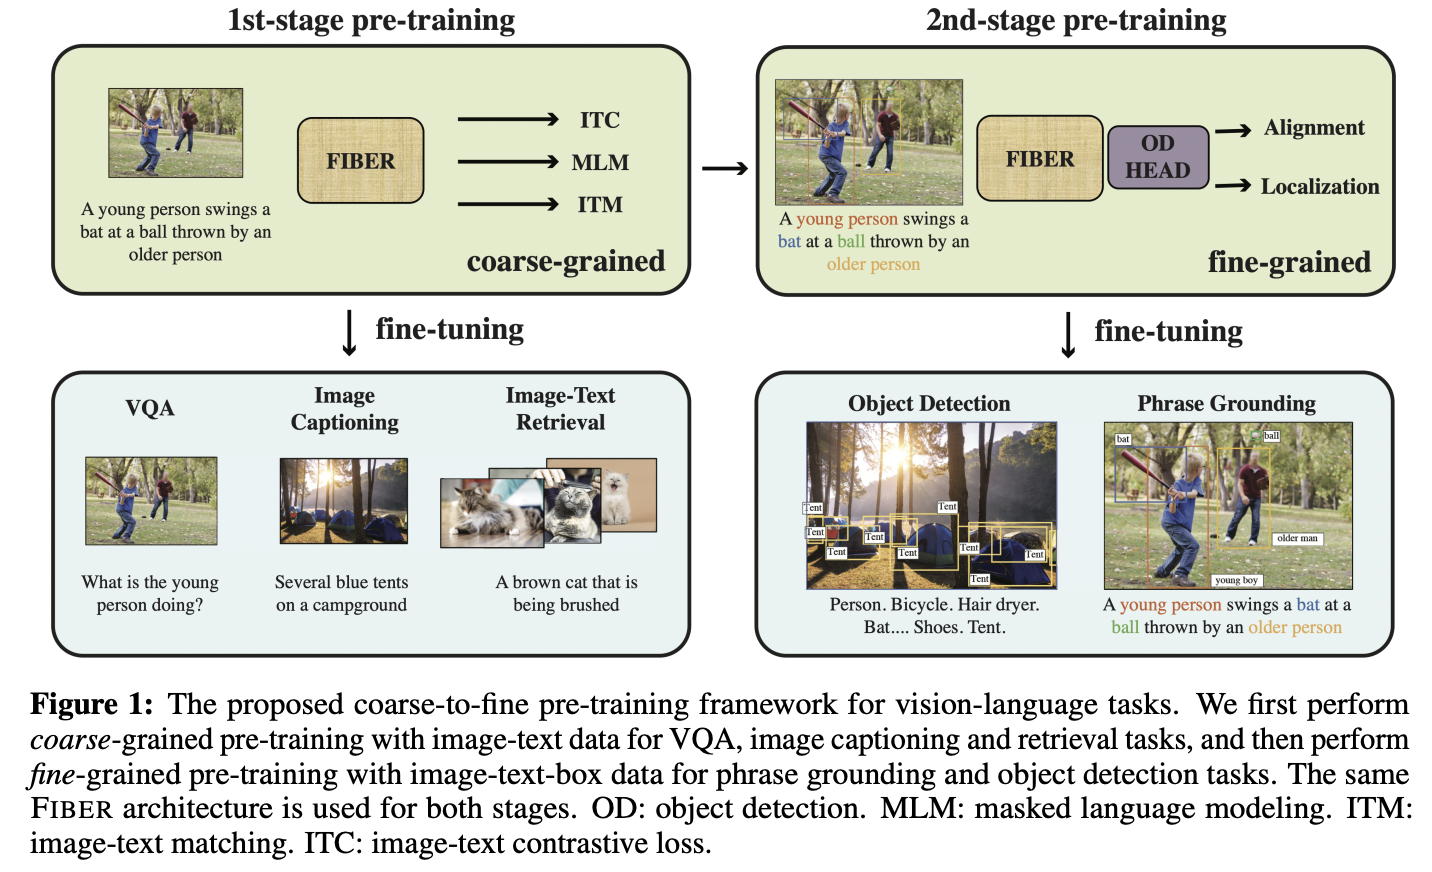 1st-stage pre-training
A young person swings a
bat at a ball thrown by an
older person
FIBER
ITC
MLM
ITM
coarse-grained
2nd-stage pre-training
A young person swings a
bat at a ball thrown by an
older person
FIBER
OD
HEAD
Alignment
Localization
fine-grained
fine-tuning
fine-tuning
VQA
What is the young
person doing?
Image
Captioning
Several blue tents
on a campground
Image-Text
Retrieval
A brown cat that is
being brushed
Object Detection
Tent
Tent
Tent
Tent
Tent
Tent
Tent
Tent
Tent
Person. Bicycle. Hair dryer.
Bat.... Shoes. Tent.
Phrase Grounding
bat
ball
older man
young boy
A young person swings a bat at a
ball thrown by an older person
Figure 1: The proposed coarse-to-fine pre-training framework for vision-language tasks. We first perform
coarse-grained pre-training with image-text data for VQA, image captioning and retrieval tasks, and then perform
fine-grained pre-training with image-text-box data for phrase grounding and object detection tasks. The same
FIBER architecture is used for both stages. OD: object detection. MLM: masked language modeling. ITM:
image-text matching. ITC: image-text contrastive loss.